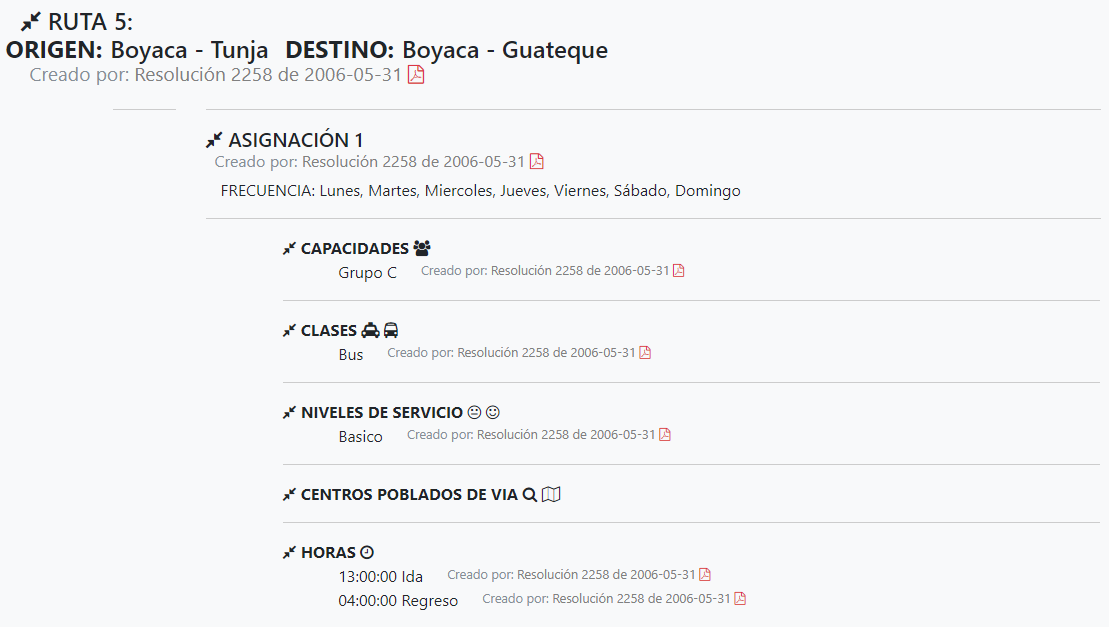 RUTA 5:
ORIGEN: Boyaca - Tunja DESTINO: Boyaca - Guateque
Creado por: Resolución 2258 de 2006-05-31
ASIGNACIÓN 1
Creado por: Resolución 2258 de 2006-05-31
FRECUENCIA: Lunes, Martes, Miercoles, Jueves, Viernes, Sábado, Domingo
CAPACIDADES
Grupo C Creado por: Resolución 2258 de 2006-05-31
CLASES
Bus Creado por: Resolución 2258 de 2006-05-31
NIVELES DE SERVICIO
Basico Creado por: Resolución 2258 de 2006-05-31
CENTROS POBLADOS DE VIA
HORAS
13:00:00 Ida Creado por: Resolución 2258 de 2006-05-31
04:00:00 Regreso Creado por: Resolución 2258 de 2006-05-31